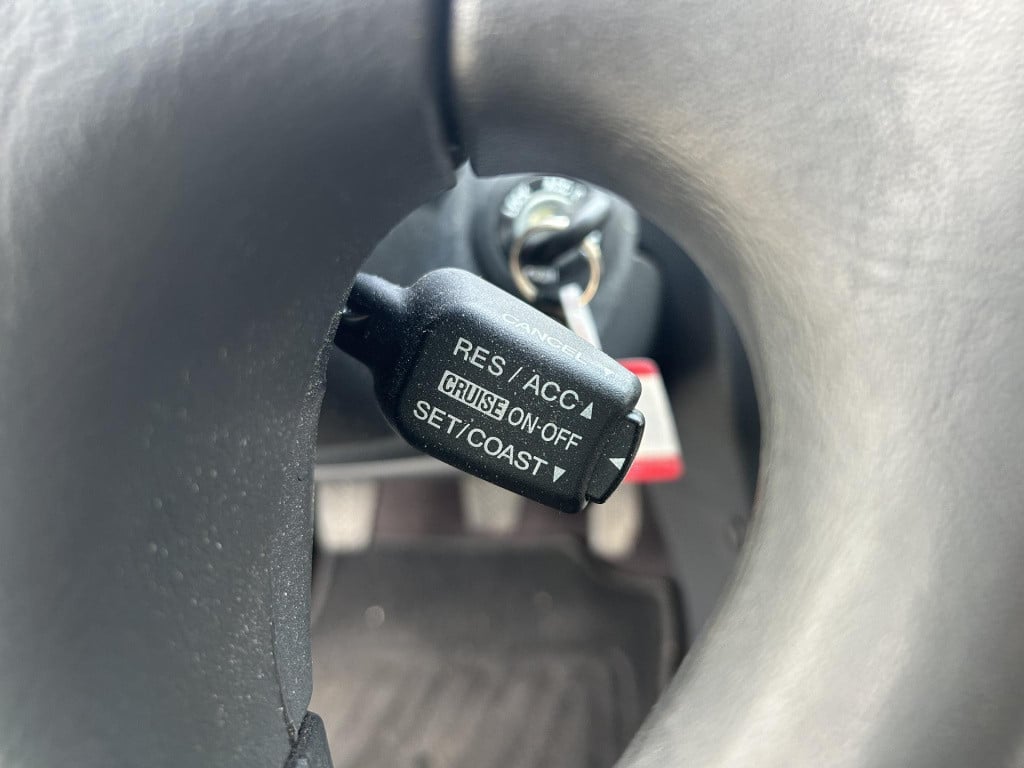 CANCEL
RES / ACC▲
CRUISE ON-OFF
SET/COAST▼